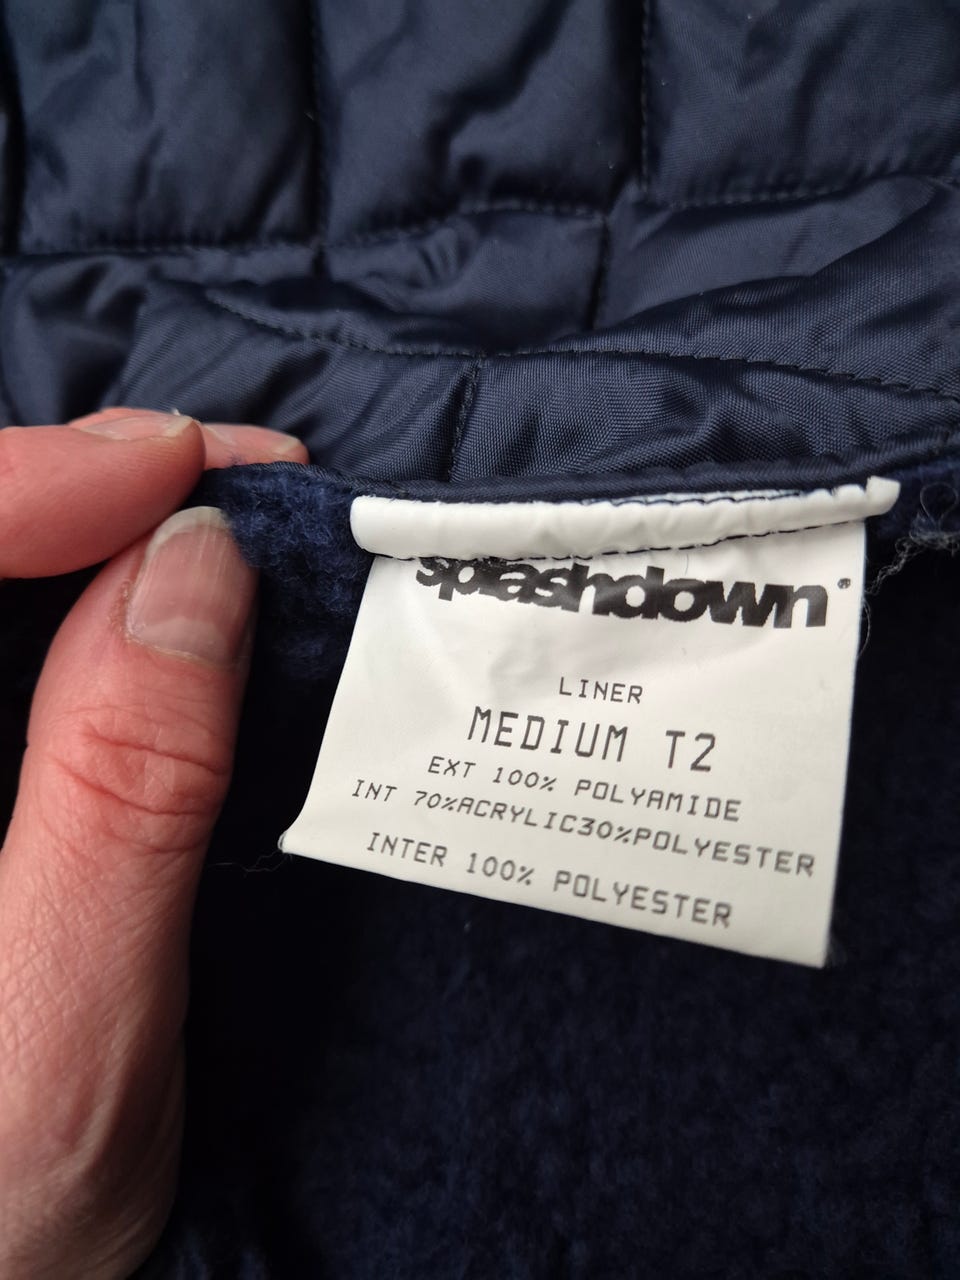 splashdown®
LINER
MEDIUM T2
EXT 100% POLYAMIDE
INT 70%ACRYLIC30%POLYESTER
INTER 100% POLYESTER